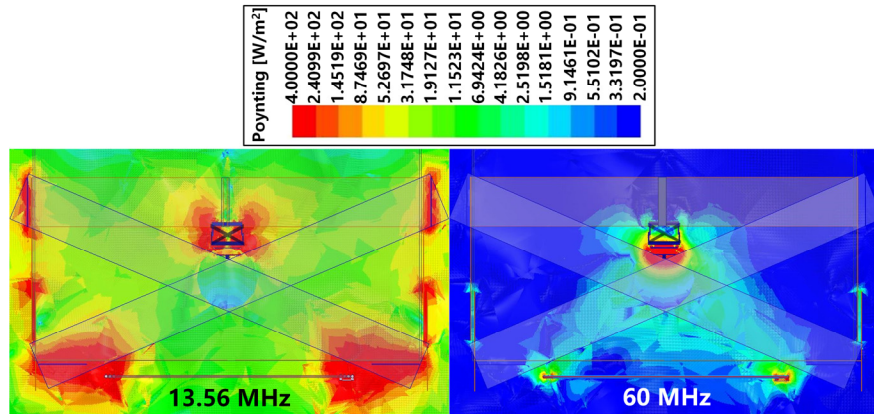 Poynting [W/m²]
4.0000E+02
2.4099E+02
1.4519E+02
8.7469E+01
5.2697E+01
3.1748E+01
1.9127E+01
1.1523E+01
6.9424E+00
4.1826E+00
2.5198E+00
1.5181E+00
9.1461E-01
5.5102E-01
3.3197E-01
2.0000E-01
13.56 MHz
60 MHz